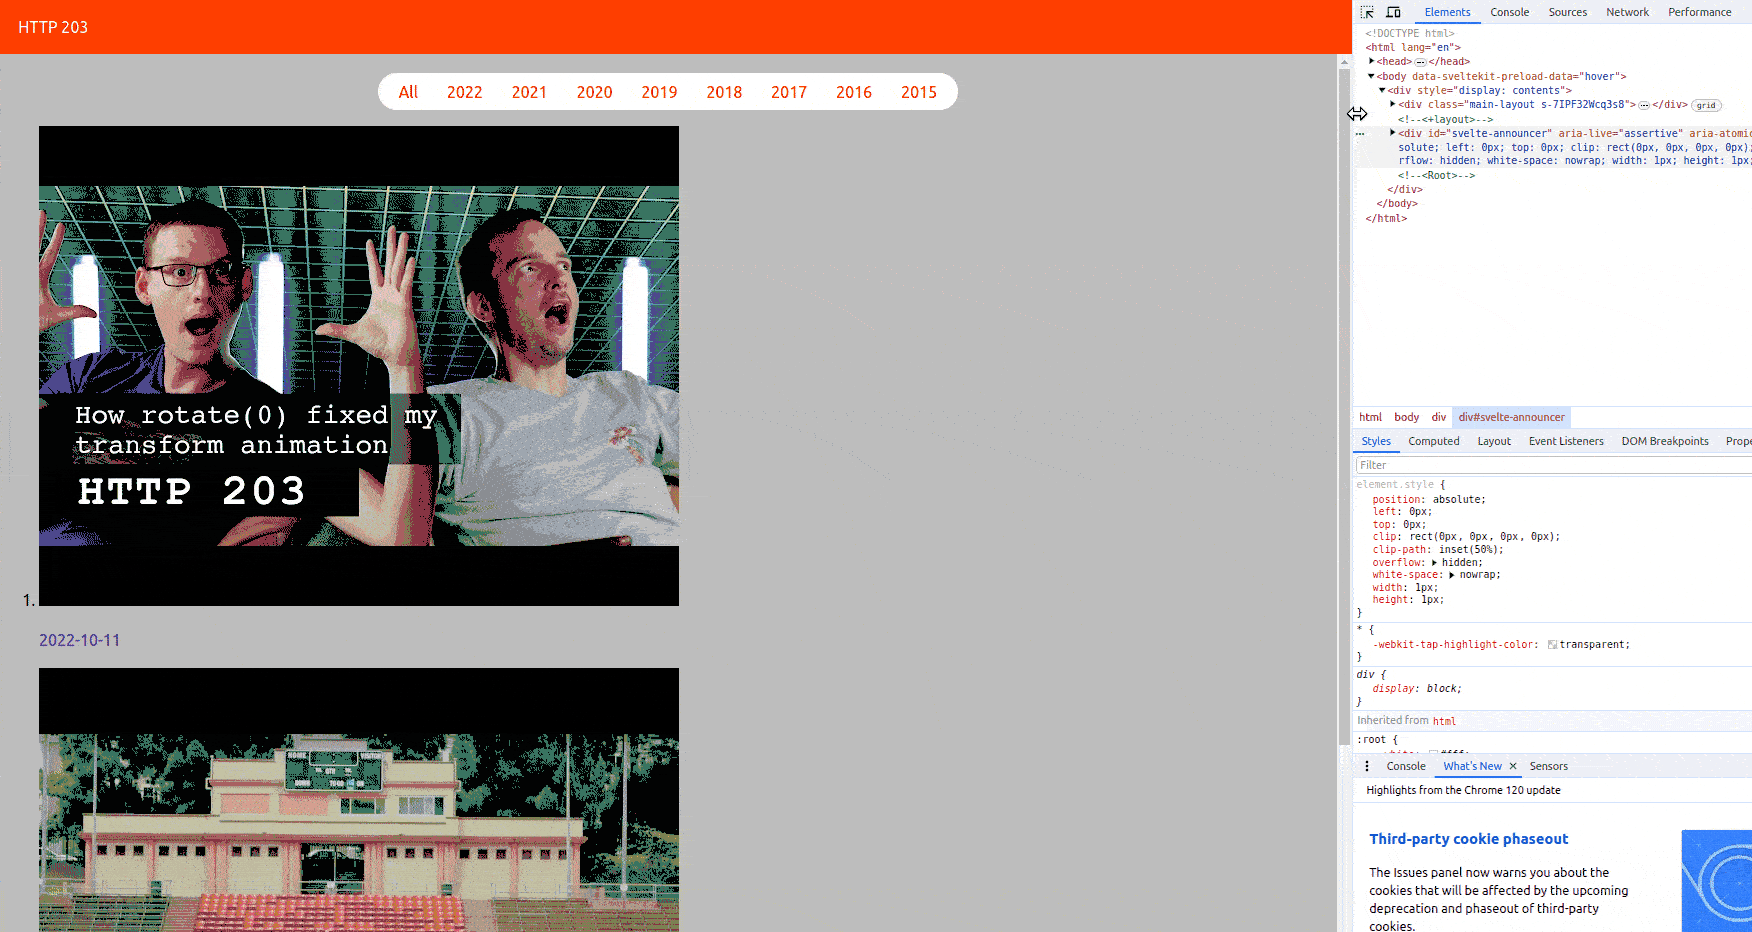 HTTP 203
All 2022 2021 2020 2019 2018 2017 2016 2015
How rotate(0) fixed my
transform animation
HTTP 203
1.
2022-10-11
Elements Console Sources Network Performance
<!DOCTYPE html>
<html lang="en">
<head> </head>
<body data-sveltekit-preload-data="hover">
<div style="display: contents">
<div class="main-layout s-7IPF32Wcq3s8"> </div> grid
<!--<+layout>-->
<div id="svelte-announcer" aria-live="assertive" aria-atomic
solute; left: 0px; top: 0px; clip: rect(0px, 0px, 0px, 0px);
rflow: hidden; white-space: nowrap; width: 1px; height: 1px;
<!--<Root>-->
</div>
</body>
</html>
html body div div#svelte-announcer
Styles Computed Layout Event Listeners DOM Breakpoints Prope
Filter
element.style {
position: absolute;
left: 0px;
top: 0px;
clip: rect(0px, 0px, 0px, 0px);
clip-path: inset(50%);
overflow: hidden;
white-space: nowrap;
width: 1px;
height: 1px;
}
* {
-webkit-tap-highlight-color: transparent;
}
div {
display: block;
}
Inherited from html
:root {
Console What's New × Sensors
Highlights from the Chrome 120 update
Third-party cookie phaseout
The Issues panel now warns you about the
cookies that will be affected by the upcoming
deprecation and phaseout of third-party
cookies.